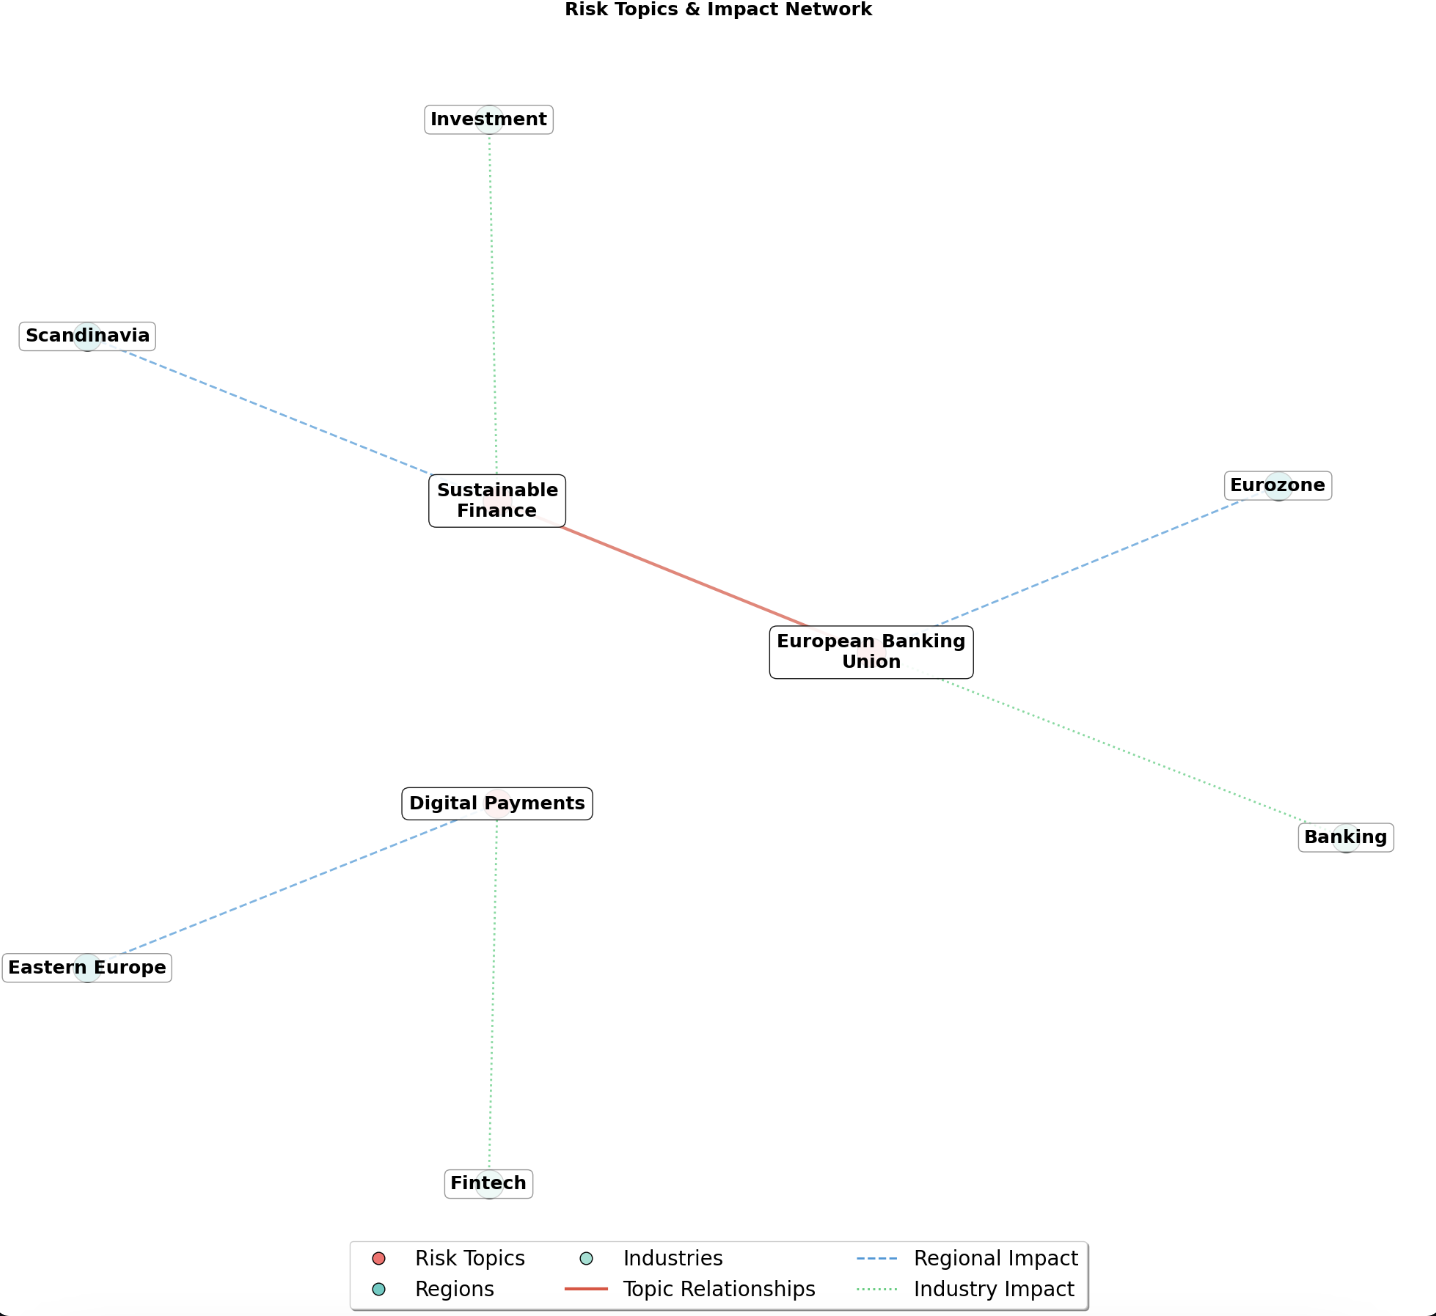 Risk Topics & Impact Network
Investment
Scandinavia
Sustainable
Finance
Eurozone
European Banking
Union
Digital Payments
Banking
Eastern Europe
Fintech
Risk Topics
Regions
Industries
Topic Relationships
Regional Impact
Industry Impact